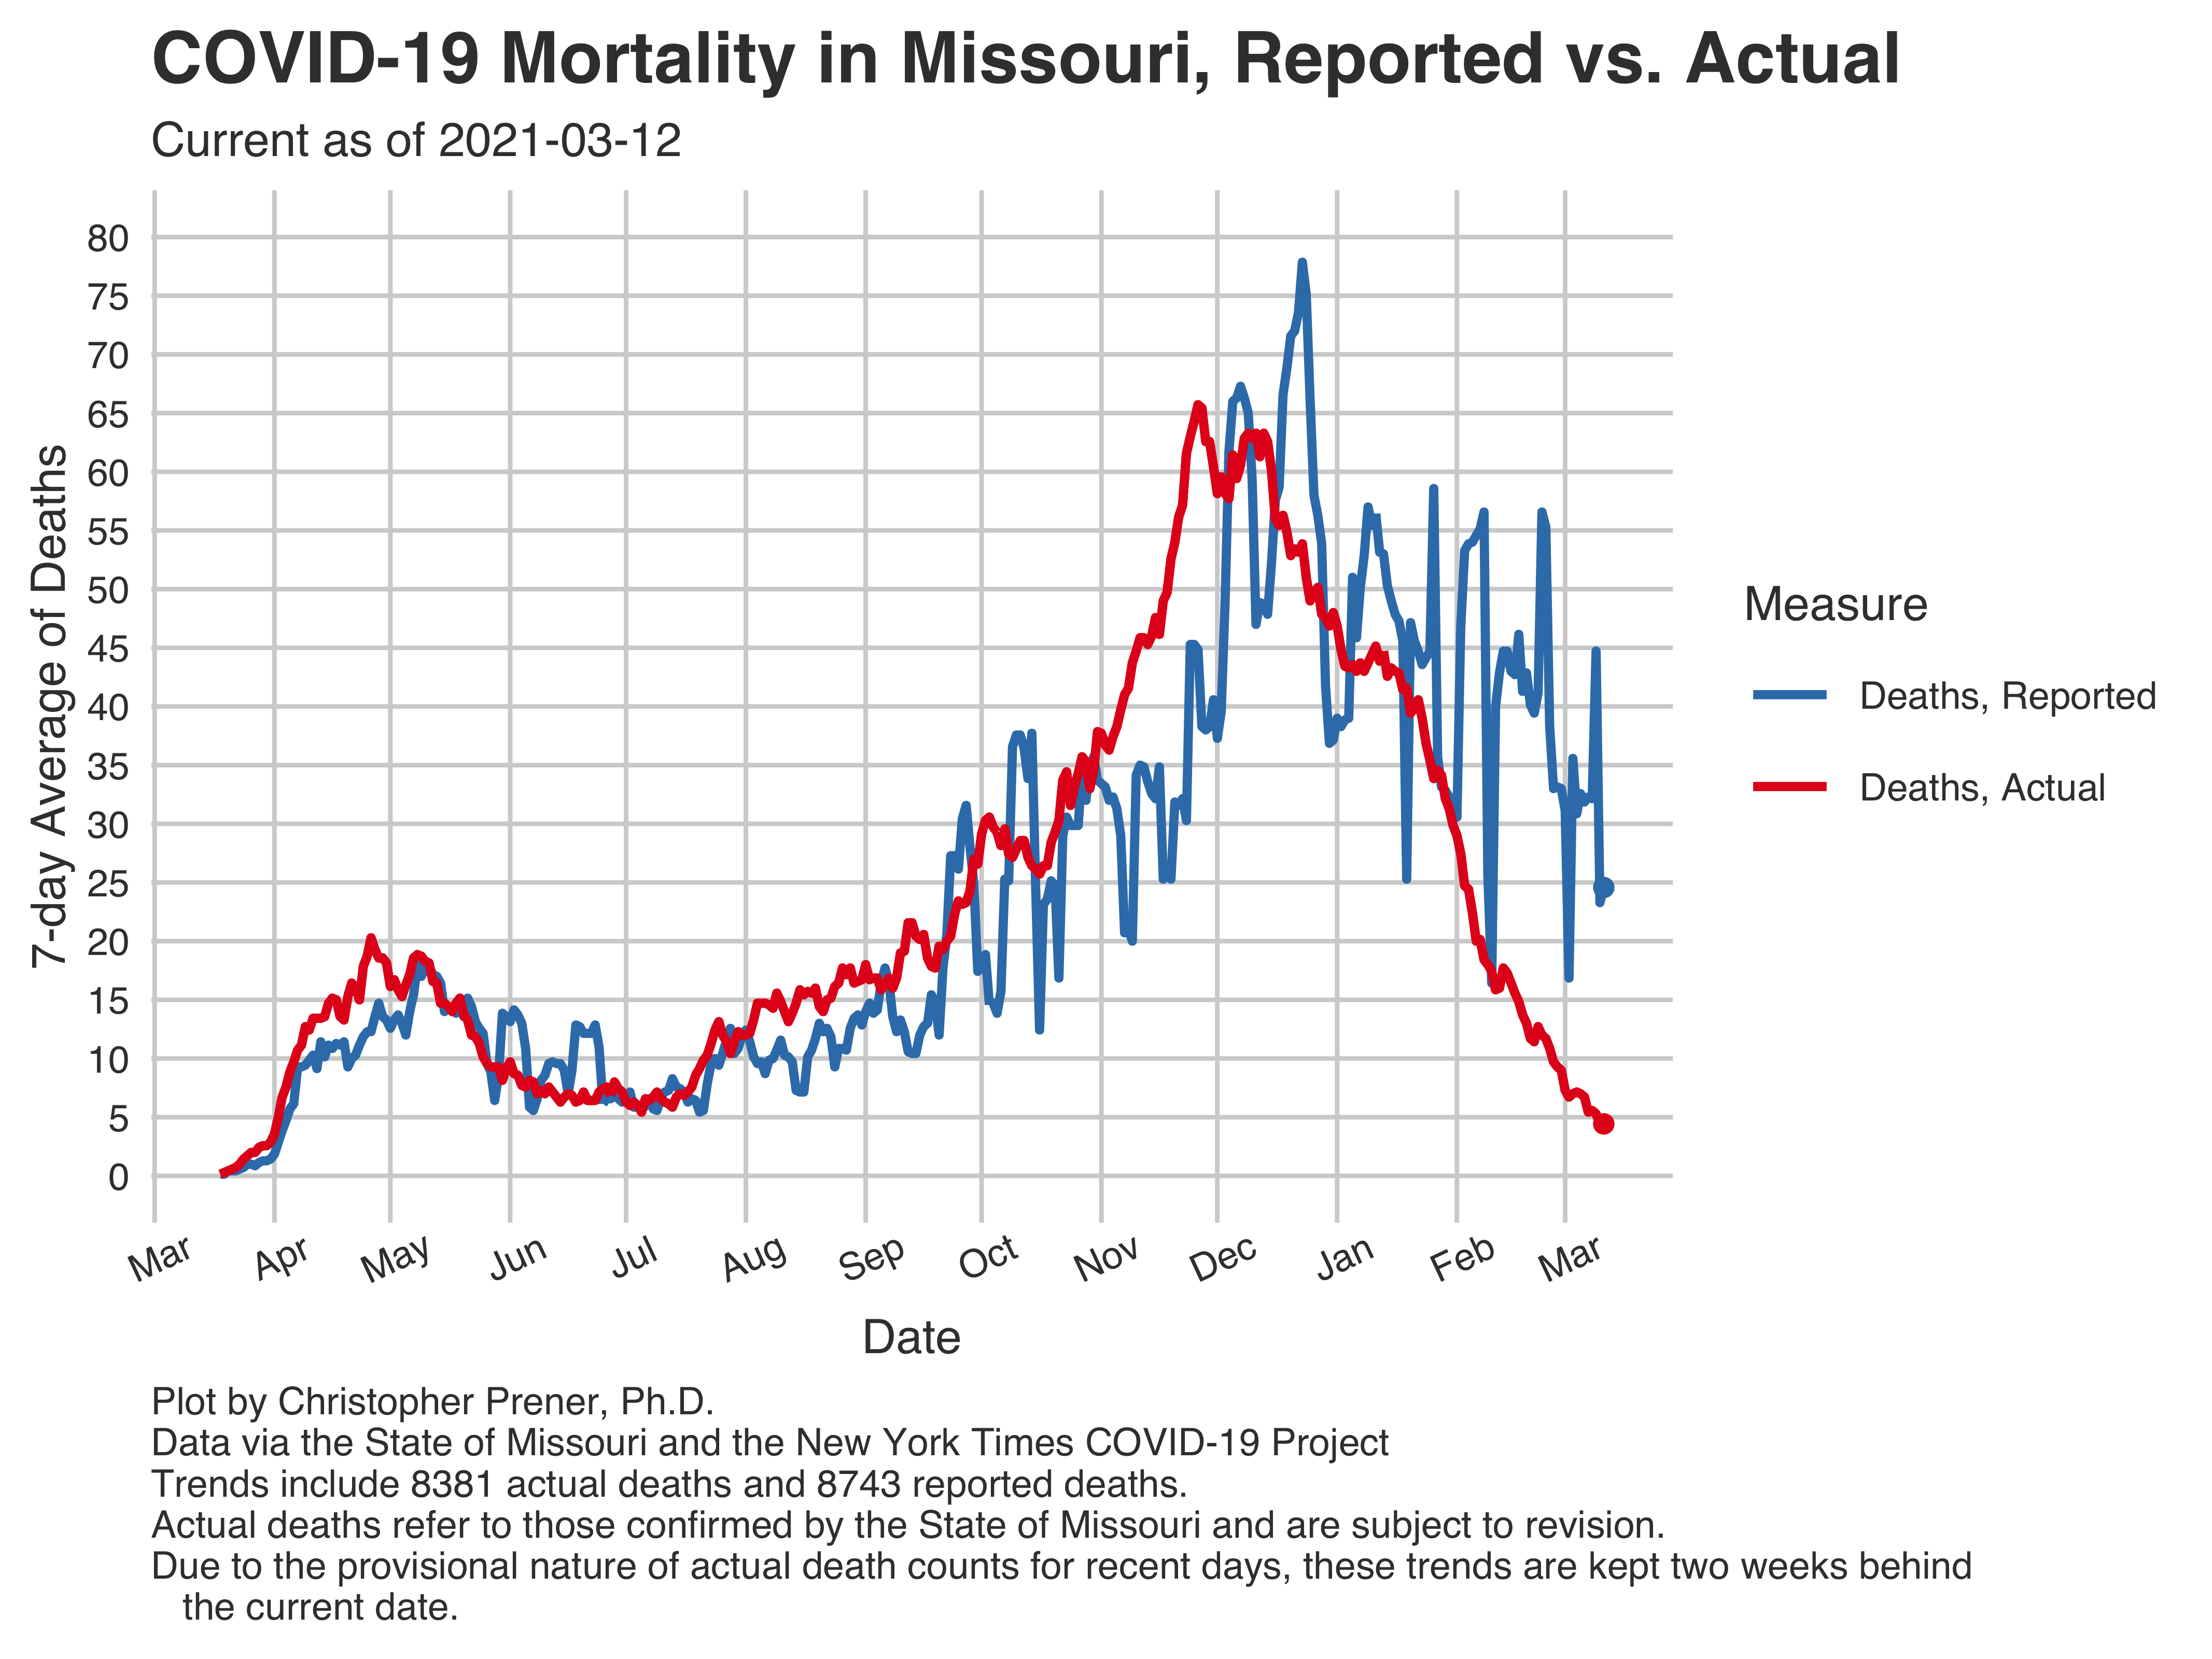 COVID-19 Mortality in Missouri, Reported vs. Actual
Current as of 2021-03-12
80
75
70
65
60
55
50
45
40
35
30
25
20
15
10
5
0
7-day Average of Deaths
Mar Apr May Jun Jul Aug Sep Oct Nov Dec Jan Feb Mar
Date
Measure
Deaths, Reported
Deaths, Actual
Plot by Christopher Prener, Ph.D.
Data via the State of Missouri and the New York Times COVID-19 Project
Trends include 8381 actual deaths and 8743 reported deaths.
Actual deaths refer to those confirmed by the State of Missouri and are subject to revision.
Due to the provisional nature of actual death counts for recent days, these trends are kept two weeks behind
the current date.